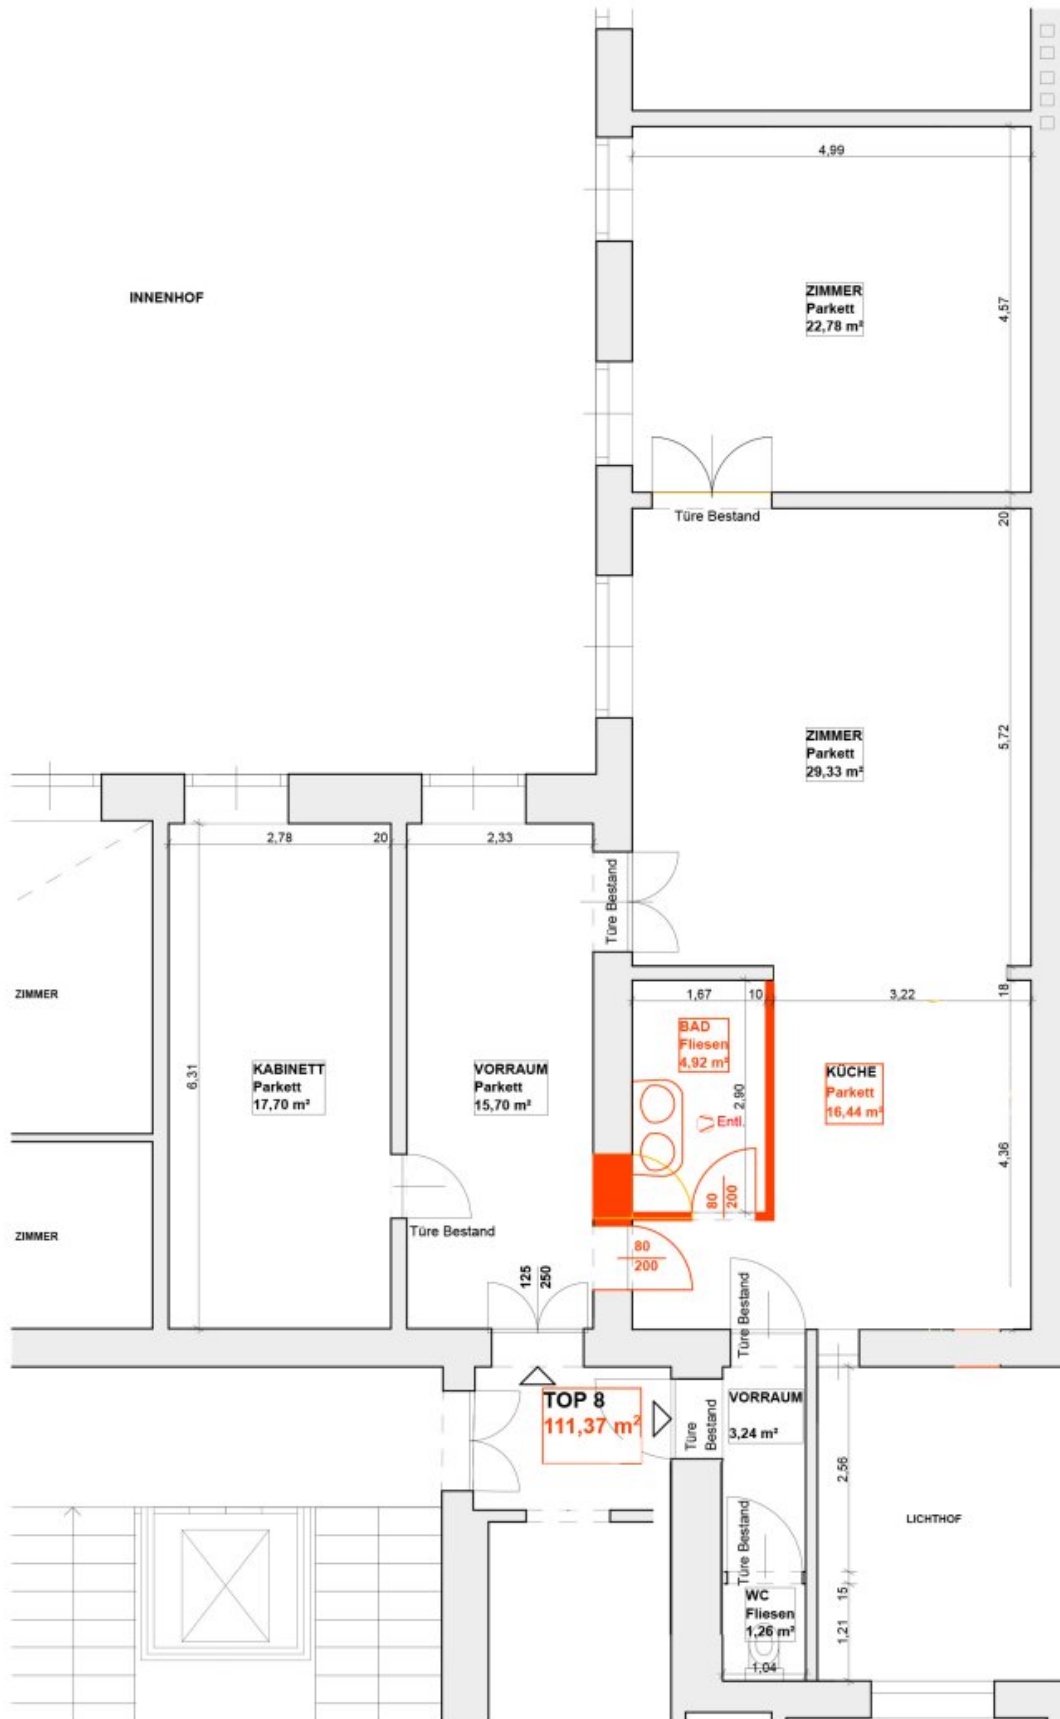 4,99
INNENHOF
ZIMMER
Parkett
22,78 m²
4,57
Türe Bestand
20
ZIMMER
Parkett
29,33 m²
5,72
2,78
20
2,33
Türe Bestand
ZIMMER
6,31
KABINETT
Parkett
17,70 m²
VORRAUM
Parkett
15,70 m²
1,67
10
3,22
18
BAD
Fliesen
4,92 m²
2,90
Entl.
KÜCHE
Parkett
16,44 m²
4,36
80
200
ZIMMER
Türe Bestand
80
200
125
250
Türe Bestand
TOP 8
111,37 m²
Türe
Bestand
VORRAUM
3,24 m²
2,56
LICHTHOF
Türe Bestand
15
WC
Fliesen
1,26 m²
1,21
1,04